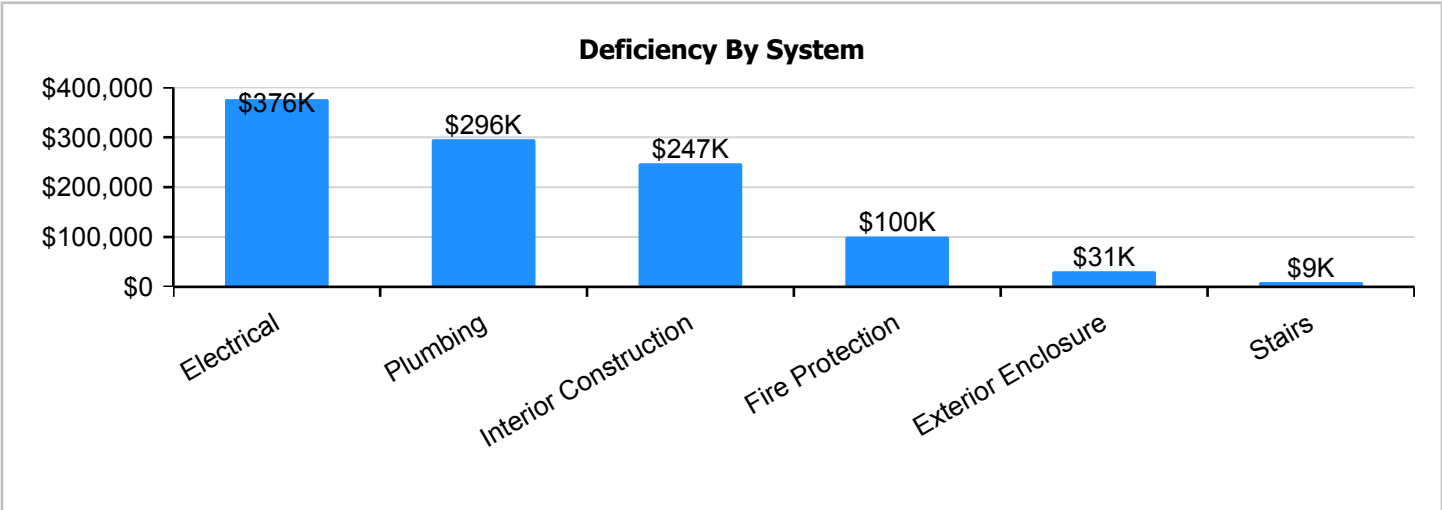 Deficiency By System
$400,000
$300,000
$200,000
$100,000
$0
$376K
$296K
$247K
$100K
$31K
$9K
Electrical
Plumbing
Interior Construction
Fire Protection
Exterior Enclosure
Stairs